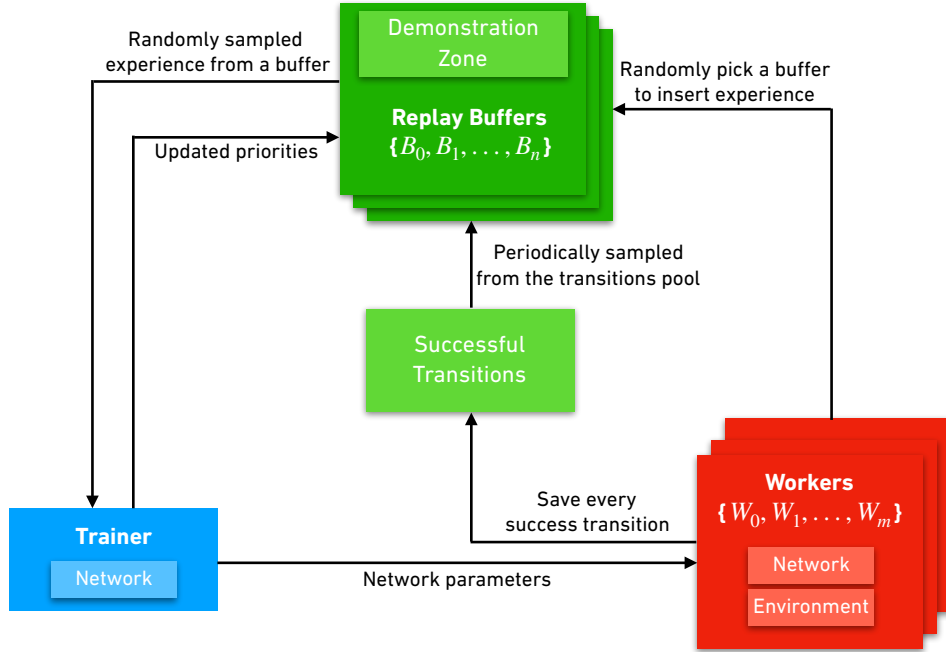 Demonstration
Zone
Randomly sampled
experience from a buffer
Randomly pick a buffer
to insert experience
Replay Buffers
{B₀, B₁, . . . , Bₙ}
Updated priorities
Periodically sampled
from the transitions pool
Successful
Transitions
Workers
{W₀, W₁, . . . , Wₘ}
Save every
success transition
Trainer
Network
Network parameters
Network
Environment